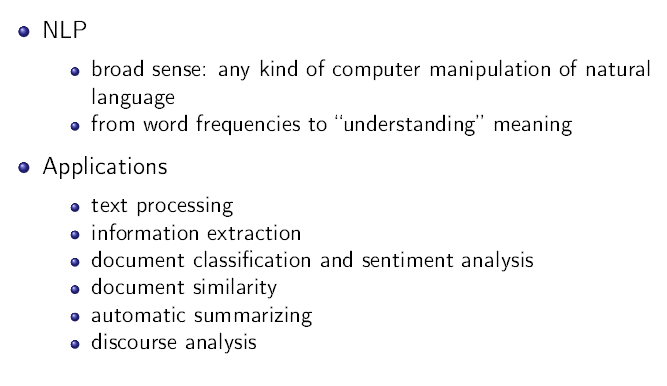 NLP
broad sense: any kind of computer manipulation of natural
language
from word frequencies to “understanding” meaning
Applications
text processing
information extraction
document classification and sentiment analysis
document similarity
automatic summarizing
discourse analysis